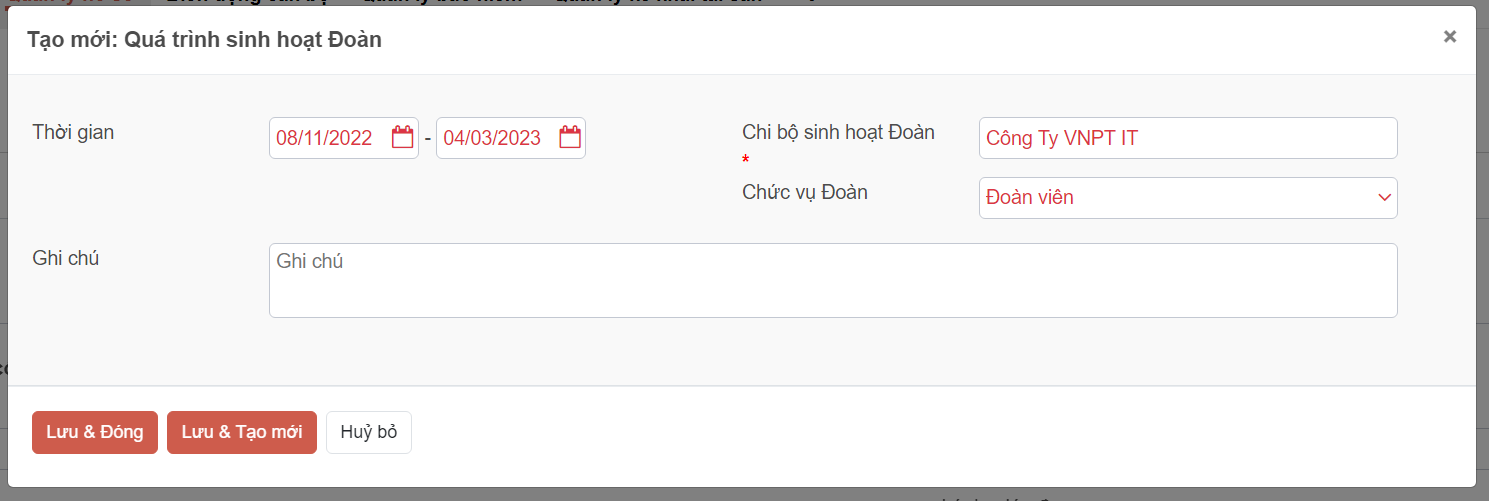 Tạo mới: Quá trình sinh hoạt Đoàn ×
Thời gian 08/11/2022 - 04/03/2023 Chi bộ sinh hoạt Đoàn * Công Ty VNPT IT
Chức vụ Đoàn Đoàn viên
Ghi chú Ghi chú
Lưu & Đóng Lưu & Tạo mới Huỷ bỏ